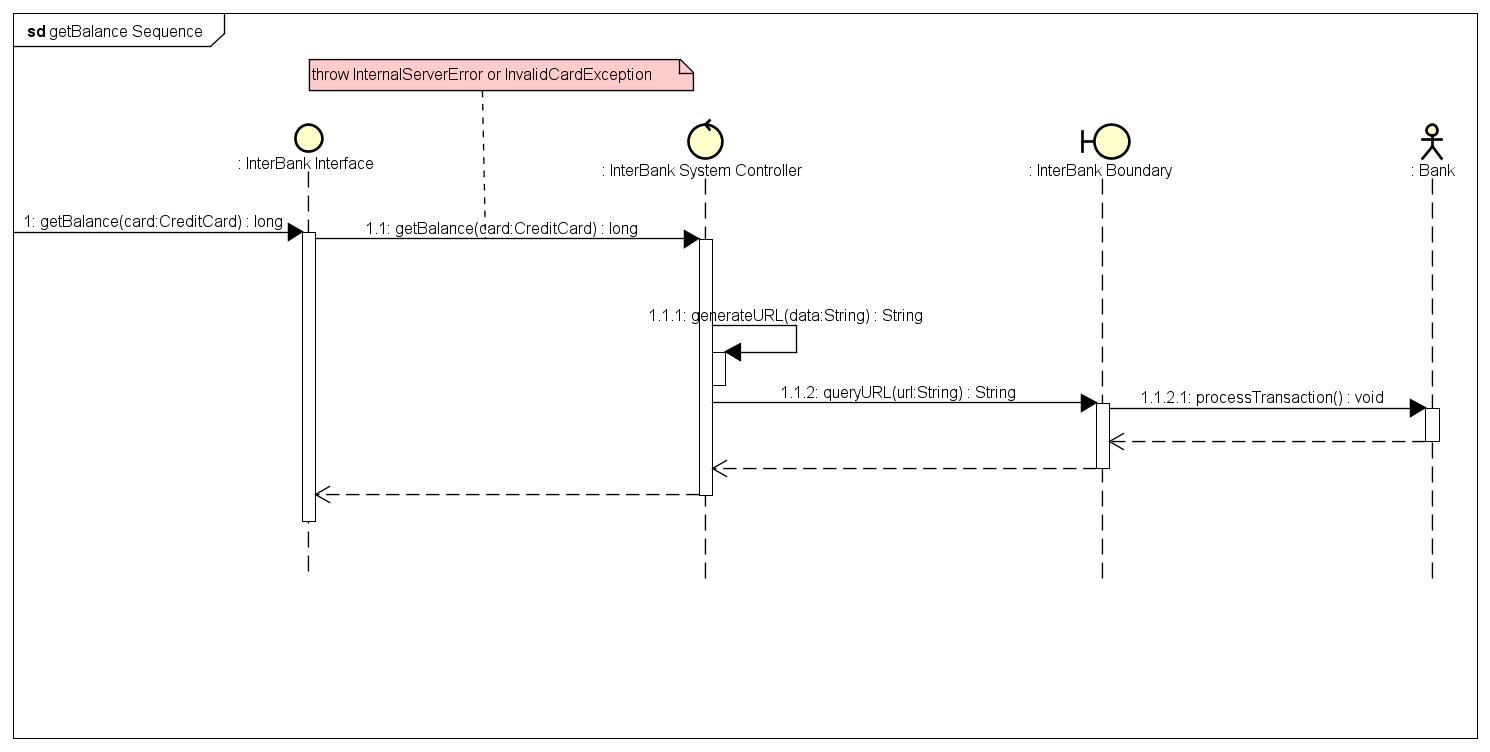 sd getBalance Sequence
throw InternalServerError or InvalidCardException
: InterBank Interface
: InterBank System Controller
: InterBank Boundary
: Bank
1: getBalance(card:CreditCard) : long
1.1: getBalance(card:CreditCard) : long
1.1.1: generateURL(data:String) : String
1.1.2: queryURL(url:String) : String
1.1.2.1: processTransaction() : void